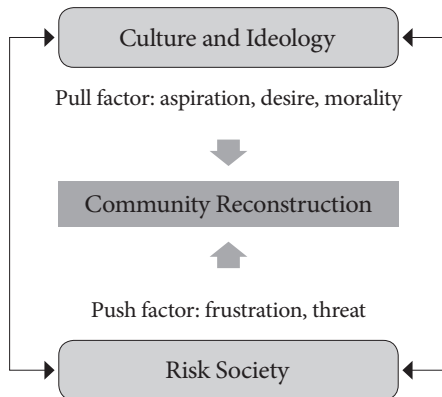 Culture and Ideology
Pull factor: aspiration, desire, morality
Community Reconstruction
Push factor: frustration, threat
Risk Society